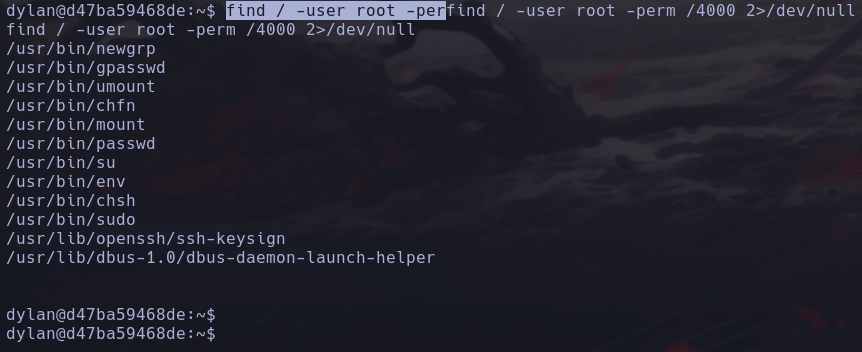 dylan@d47ba59468de:~$ find / -user root -perfind / -user root -perm /4000 2>/dev/null
find / -user root -perm /4000 2>/dev/null
/usr/bin/newgrp
/usr/bin/gpasswd
/usr/bin/umount
/usr/bin/chfn
/usr/bin/mount
/usr/bin/passwd
/usr/bin/su
/usr/bin/env
/usr/bin/chsh
/usr/bin/sudo
/usr/lib/openssh/ssh-keysign
/usr/lib/dbus-1.0/dbus-daemon-launch-helper
dylan@d47ba59468de:~$
dylan@d47ba59468de:~$